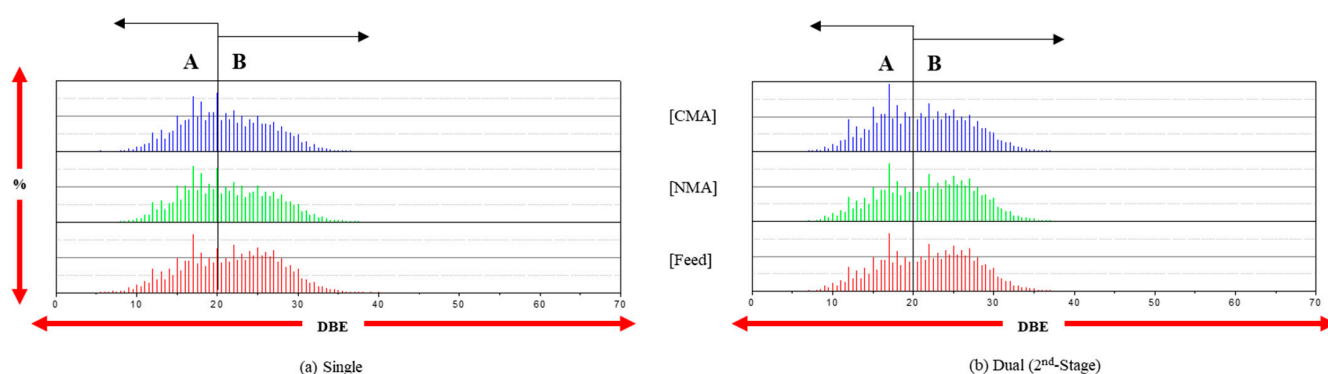 A B
%
0 10 20 30 40 50 60 70
DBE
(a) Single
[CMA]
[NMA]
[Feed]
A B
0 10 20 30 40 50 60 70
DBE
(b) Dual (2nd-Stage)